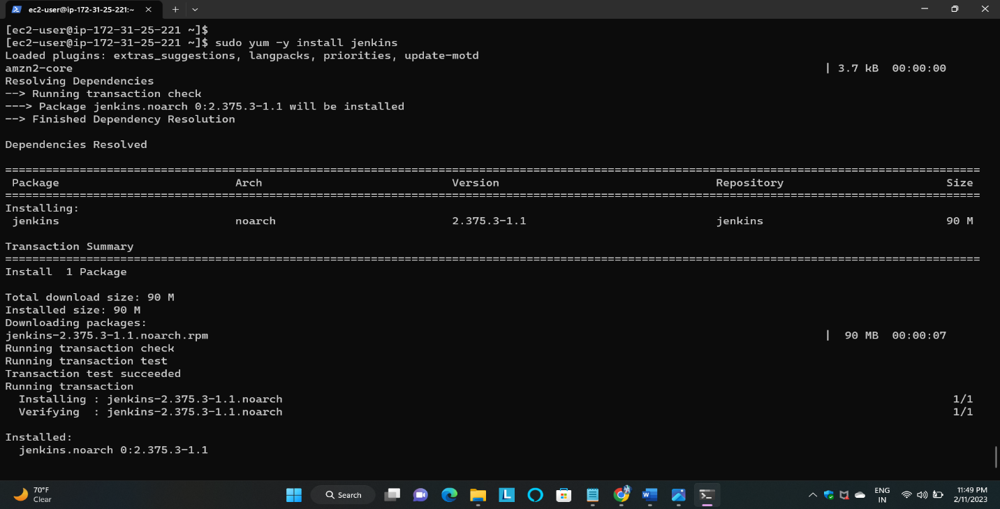 ec2-user@ip-172-31-25-221:~
[ec2-user@ip-172-31-25-221 ~]$
[ec2-user@ip-172-31-25-221 ~]$ sudo yum -y install jenkins
Loaded plugins: extras_suggestions, langpacks, priorities, update-motd
amzn2-core | 3.7 kB 00:00:00
Resolving Dependencies
--> Running transaction check
---> Package jenkins.noarch 0:2.375.3-1.1 will be installed
--> Finished Dependency Resolution
Dependencies Resolved
Package Arch Version Repository Size
Installing:
jenkins noarch 2.375.3-1.1 jenkins 90 M
Transaction Summary
Install 1 Package
Total download size: 90 M
Installed size: 90 M
Downloading packages:
jenkins-2.375.3-1.1.noarch.rpm | 90 MB 00:00:07
Running transaction check
Running transaction test
Transaction test succeeded
Running transaction
Installing : jenkins-2.375.3-1.1.noarch 1/1
Verifying : jenkins-2.375.3-1.1.noarch 1/1
Installed:
jenkins.noarch 0:2.375.3-1.1
70°F
Clear
Search
ENG
IN
11:49 PM
2/11/2023